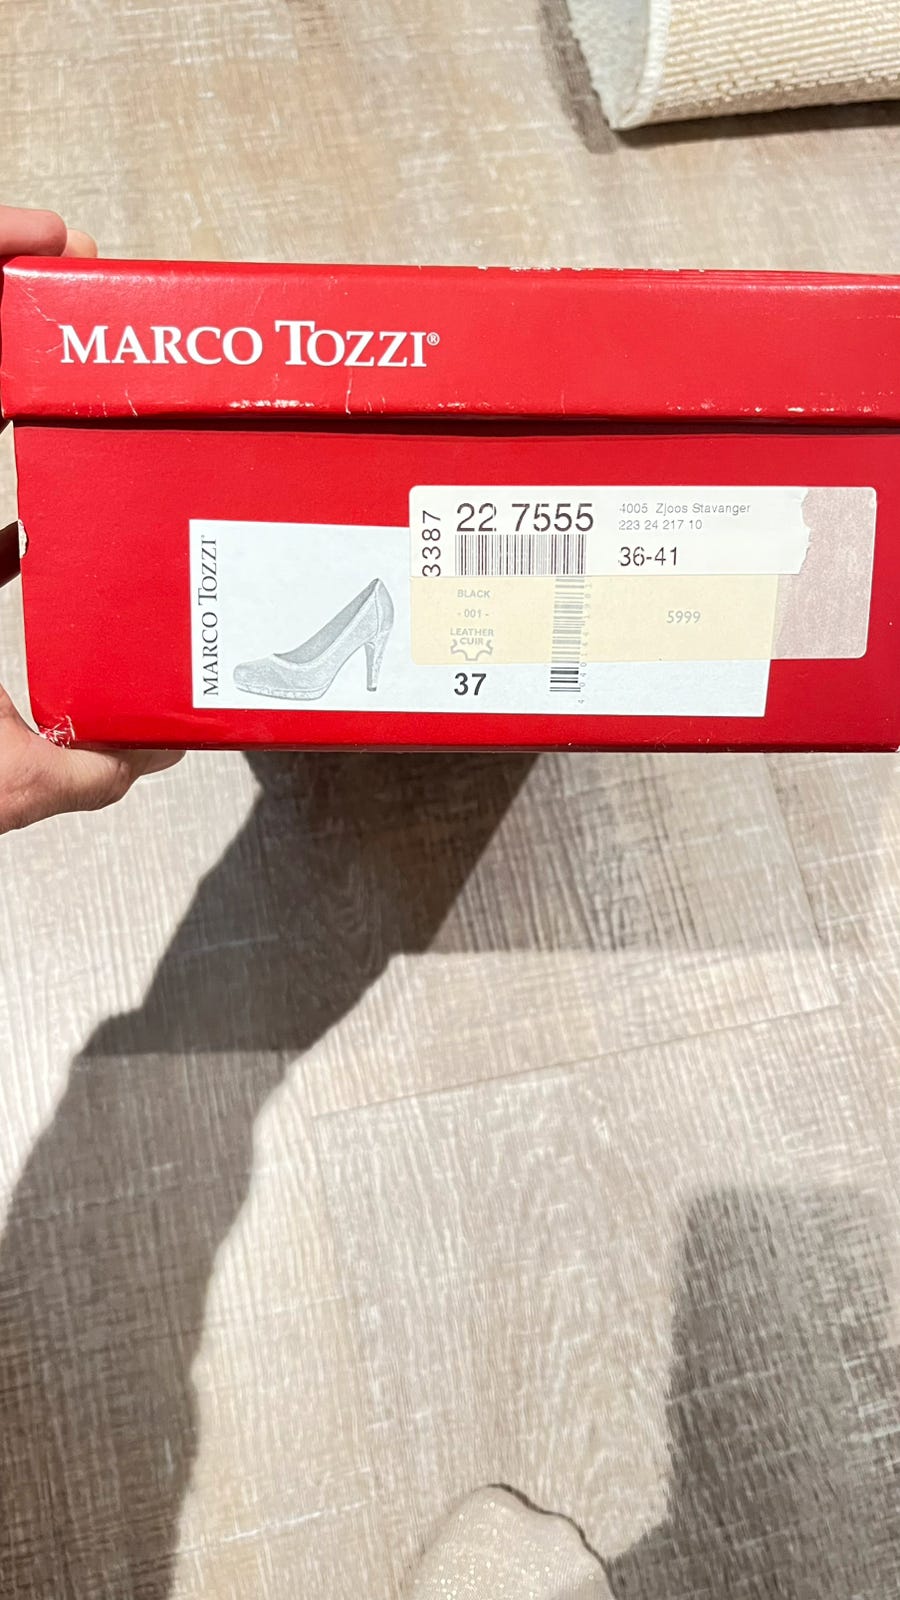 MARCO TOZZI®
MARCO TOZZI®
3387
22 7555
4005 Zjoos Stavanger
223 24 217 10
36-41
BLACK
- 001 -
LEATHER
CUIR
5999
37